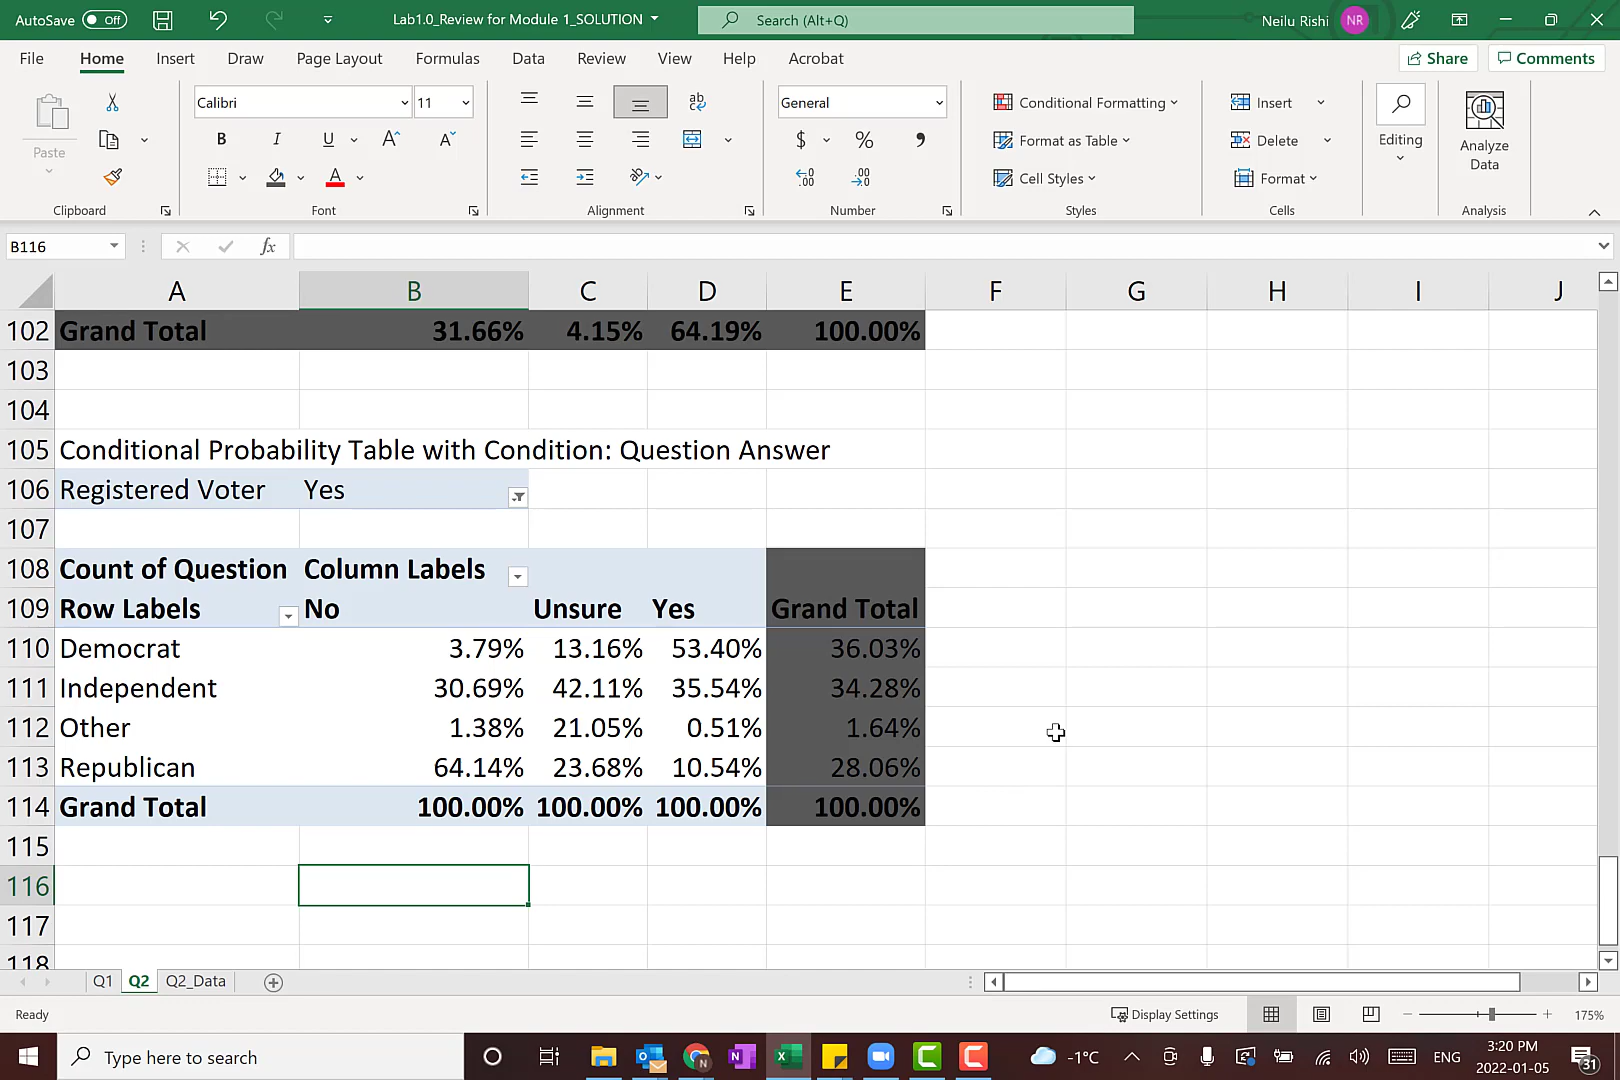 AutoSave Off Lab1.0_Review for Module 1_SOLUTION Search (Alt+Q) Neilu Rishi NR
File Home Insert Draw Page Layout Formulas Data Review View Help Acrobat Share Comments
Paste Calibri 11 General Conditional Formatting Insert Editing Analyze Data
B I U A A ab $ % , Format as Table Delete
A .00 .00 Cell Styles Format
Clipboard Font Alignment Number Styles Cells Analysis
B116 fx
A B C D E F G H I J
102 Grand Total 31.66% 4.15% 64.19% 100.00%
103
104
105 Conditional Probability Table with Condition: Question Answer
106 Registered Voter Yes
107
108 Count of Question Column Labels
109 Row Labels No Unsure Yes Grand Total
110 Democrat 3.79% 13.16% 53.40% 36.03%
111 Independent 30.69% 42.11% 35.54% 34.28%
112 Other 1.38% 21.05% 0.51% 1.64%
113 Republican 64.14% 23.68% 10.54% 28.06%
114 Grand Total 100.00% 100.00% 100.00% 100.00%
115
116
117
118
Q1 Q2 Q2_Data
Ready Display Settings 175%
Type here to search -1°C ENG 3:20 PM 2022-01-05 31